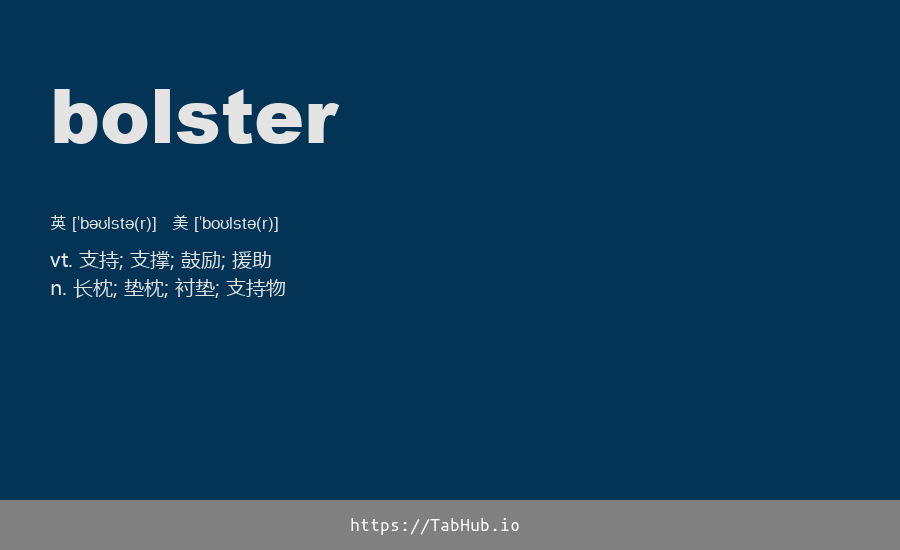 bolster
英 [ˈbəʊlstə(r)] 美 [ˈboʊlstə(r)]
vt. 支持; 支撑; 鼓励; 援助
n. 长枕; 垫枕; 衬垫; 支持物
https://TabHub.io